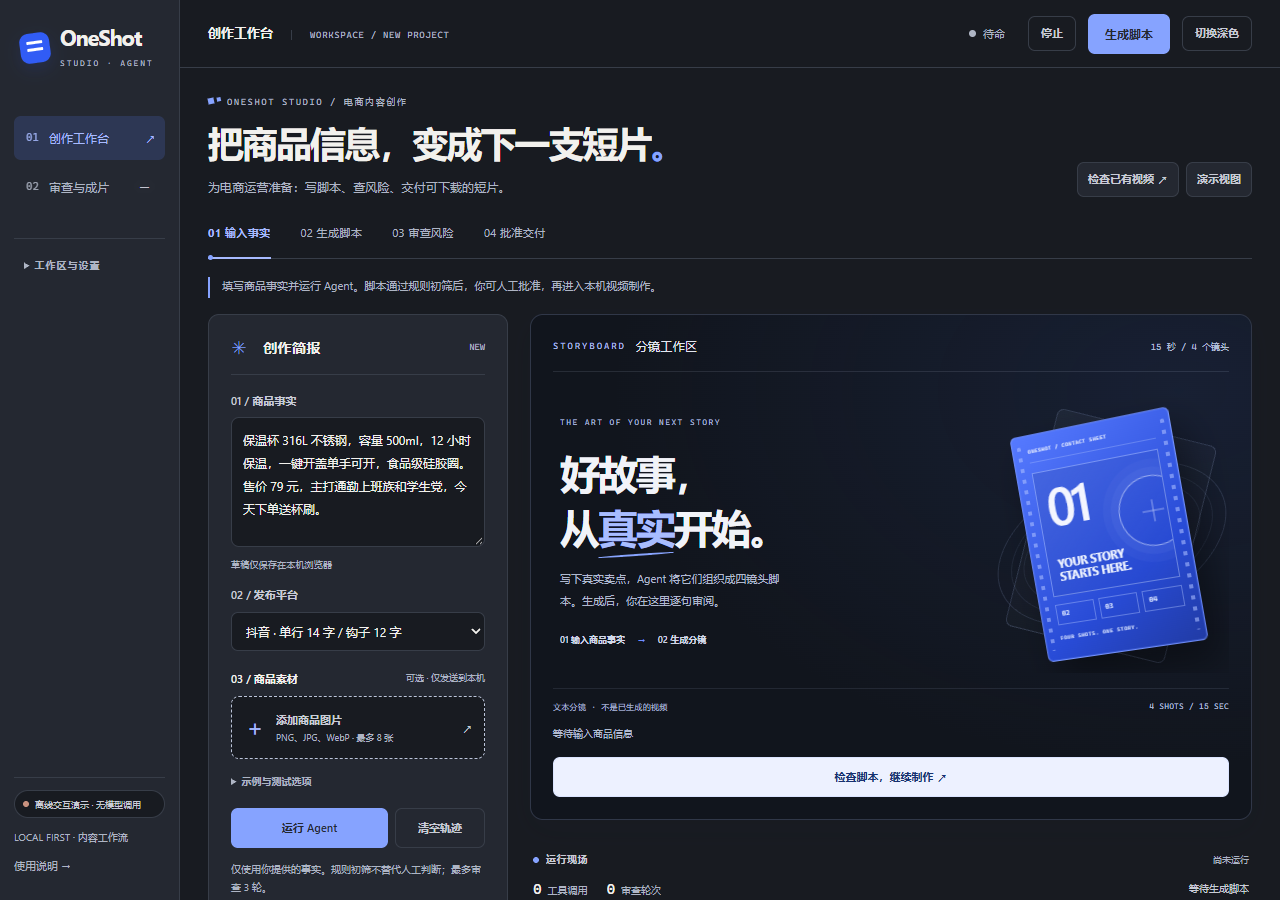 OneShot
STUDIO · AGENT
01 创作工作台 ↗
02 审查与成片 —
▸ 工作区与设置
离线交互演示 · 无模型调用
LOCAL FIRST · 内容工作流
使用说明 →
创作工作台 | WORKSPACE / NEW PROJECT
待命
停止
生成脚本
切换深色
ONESHOT STUDIO / 电商内容创作
把商品信息，变成下一支短片。
为电商运营准备：写脚本、查风险、交付可下载的短片。
检查已有视频 ↗
演示视图
01 输入事实
02 生成脚本
03 审查风险
04 批准交付
填写商品事实并运行 Agent。脚本通过规则初筛后，你可人工批准，再进入本机视频制作。
创作简报
NEW
01 / 商品事实
保温杯 316L 不锈钢，容量 500ml，12 小时
保温，一键开盖单手可开，食品级硅胶圈。
售价 79 元，主打通勤上班族和学生党，今
天下单送杯刷。
草稿仅保存在本机浏览器
02 / 发布平台
抖音 · 单行 14 字 / 钩子 12 字
03 / 商品素材
可选 · 仅发送到本机
+ 添加商品图片 ↗
PNG、JPG、WebP · 最多 8 张
▸ 示例与测试选项
运行 Agent
清空轨迹
仅使用你提供的事实。规则初筛不替代人工判断；最多审
查 3 轮。
STORYBOARD 分镜工作区
15 秒 / 4 个镜头
THE ART OF YOUR NEXT STORY
好故事，
从真实开始。
写下真实卖点，Agent 将它们组织成四镜头脚
本。生成后，你在这里逐句审阅。
01 输入商品事实 → 02 生成分镜
ONESHOT / CONTACT SHEET
01
YOUR STORY
STARTS HERE.
02
03
04
FOUR SHOTS. ONE STORY.
文本分镜 · 不是已生成的视频
4 SHOTS / 15 SEC
等待输入商品信息
检查脚本，继续制作 ↗
运行现场
尚未运行
0 工具调用
0 审查轮次
等待生成脚本